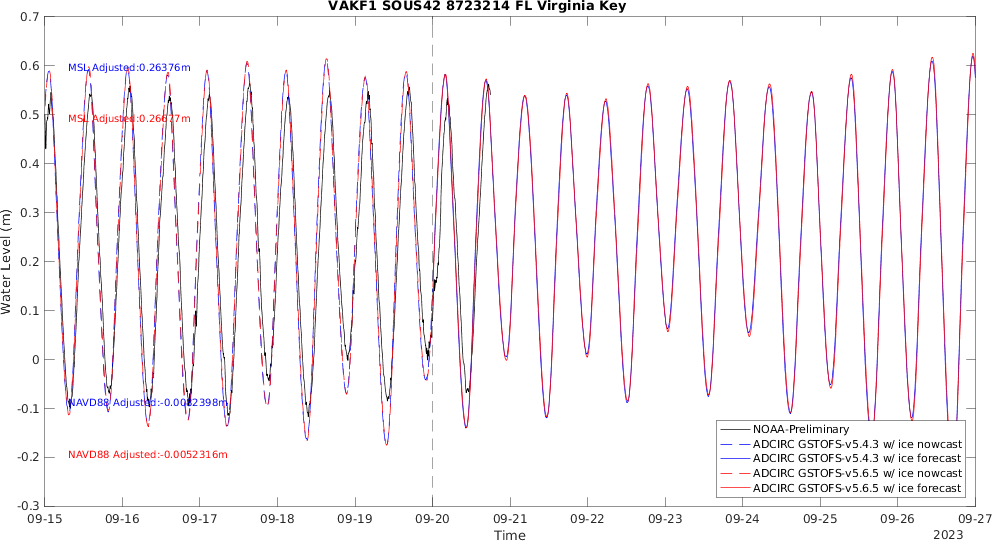 VAKF1 SOUS42 8723214 FL Virginia Key
0.7
0.6
0.5
0.4
0.3
0.2
0.1
0
-0.1
-0.2
-0.3
Water Level (m)
MSL Adjusted:0.26376m
MSL Adjusted:0.26677m
NAVD88 Adjusted:-0.0082398m
NAVD88 Adjusted:-0.0052316m
NOAA-Preliminary
ADCIRC GSTOFS-v5.4.3 w/ ice nowcast
ADCIRC GSTOFS-v5.4.3 w/ ice forecast
ADCIRC GSTOFS-v5.6.5 w/ ice nowcast
ADCIRC GSTOFS-v5.6.5 w/ ice forecast
09-15 09-16 09-17 09-18 09-19 09-20 09-21 09-22 09-23 09-24 09-25 09-26 09-27
Time
2023